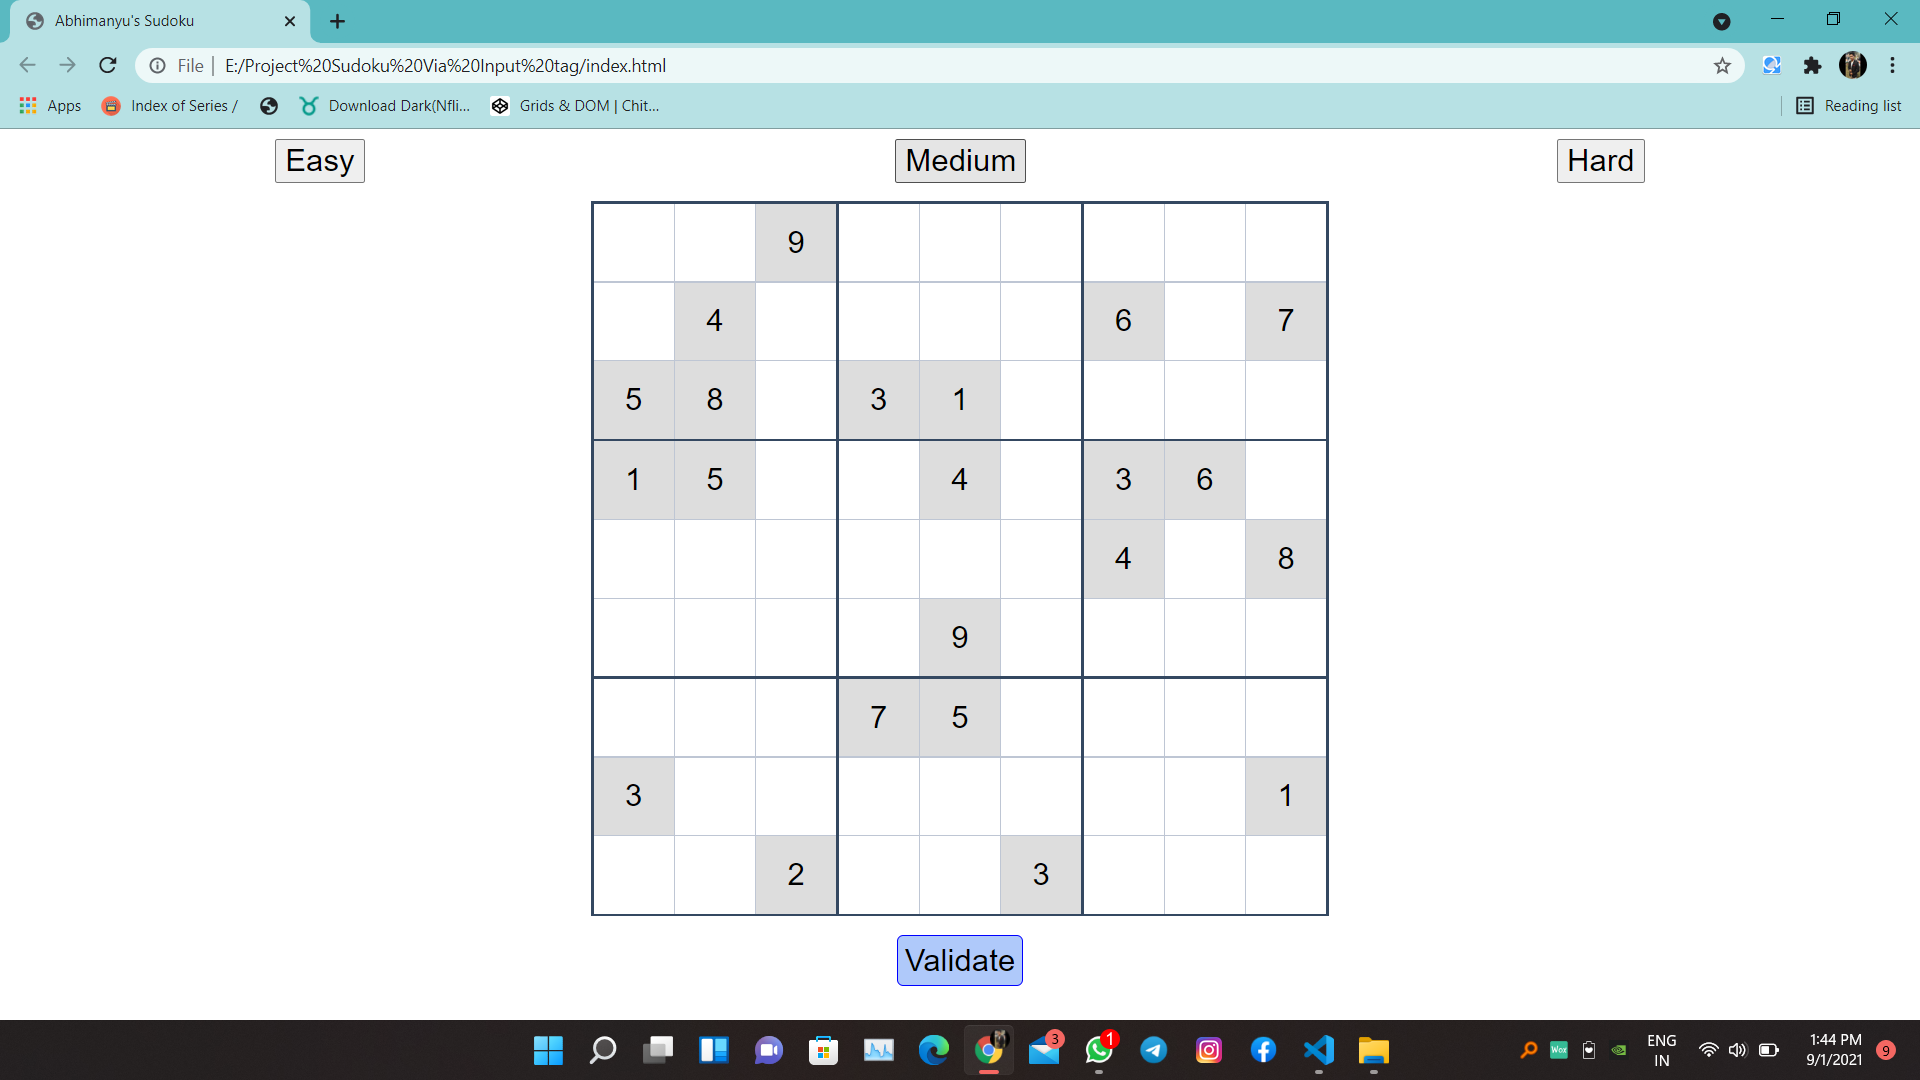 Abhimanyu's Sudoku
File E:/Project%20Sudoku%20Via%20Input%20tag/index.html
Apps Index of Series / Download Dark(Nfli... Grids & DOM | Chit... Reading list
Easy Medium Hard
9
4 6 7
5 8 3 1
1 5 4 3 6
4 8
9
7 5
3 1
2 3
Validate
3 1 Wox ENG 1:44 PM
IN 9/1/2021 9